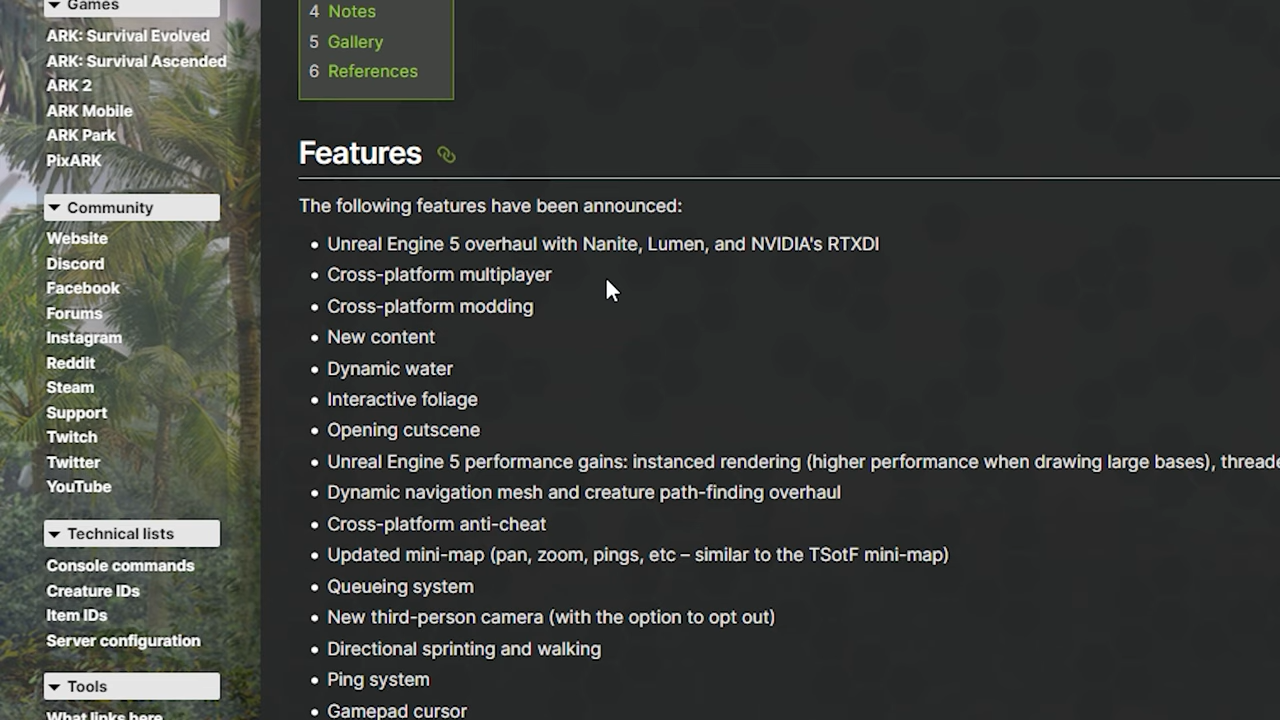 Games
ARK: Survival Evolved
ARK: Survival Ascended
ARK 2
ARK Mobile
ARK Park
PixARK
Community
Website
Discord
Facebook
Forums
Instagram
Reddit
Steam
Support
Twitch
Twitter
YouTube
Technical lists
Console commands
Creature IDs
Item IDs
Server configuration
Tools
What links here
4 Notes
5 Gallery
6 References
Features
The following features have been announced:
• Unreal Engine 5 overhaul with Nanite, Lumen, and NVIDIA's RTXDI
• Cross-platform multiplayer
• Cross-platform modding
• New content
• Dynamic water
• Interactive foliage
• Opening cutscene
• Unreal Engine 5 performance gains: instanced rendering (higher performance when drawing large bases), threade
• Dynamic navigation mesh and creature path-finding overhaul
• Cross-platform anti-cheat
• Updated mini-map (pan, zoom, pings, etc – similar to the TSotF mini-map)
• Queueing system
• New third-person camera (with the option to opt out)
• Directional sprinting and walking
• Ping system
• Gamepad cursor